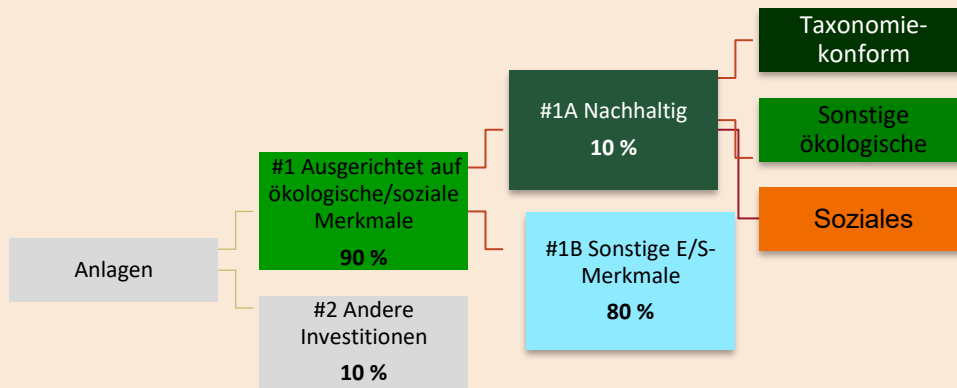 Anlagen
#1 Ausgerichtet auf
ökologische/soziale
Merkmale
90 %
#2 Andere
Investitionen
10 %
#1A Nachhaltig
10 %
#1B Sonstige E/S-
Merkmale
80 %
Taxonomie-
konform
Sonstige
ökologische
Soziales